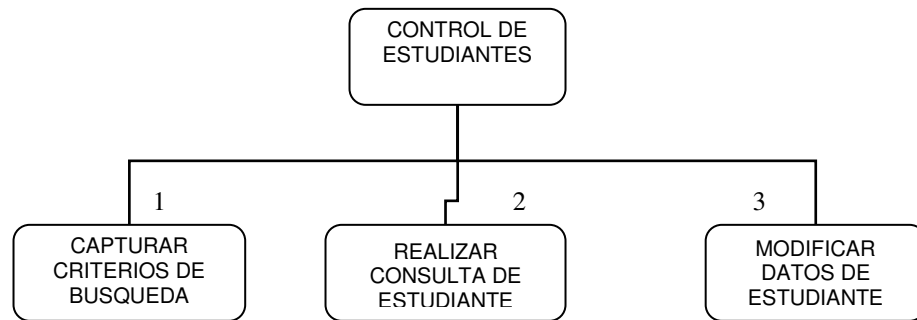 CONTROL DE
ESTUDIANTES
1
2
3
CAPTURAR
CRITERIOS DE
BUSQUEDA
REALIZAR
CONSULTA DE
ESTUDIANTE
MODIFICAR
DATOS DE
ESTUDIANTE